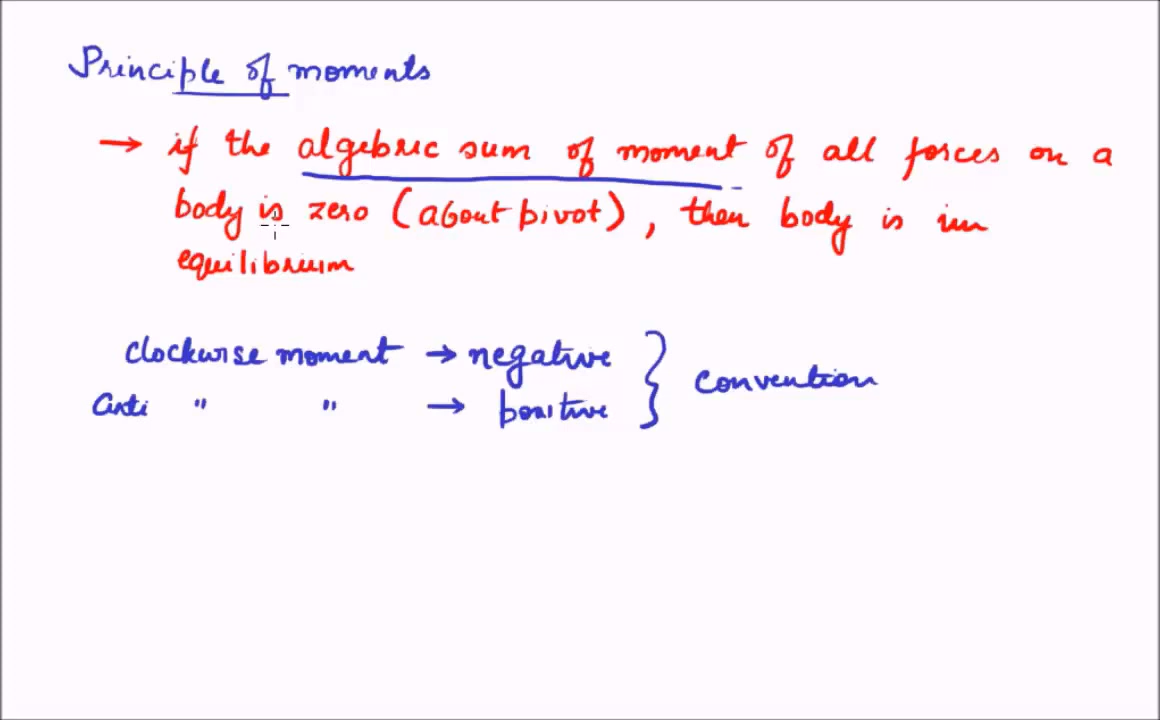 Principle of moments
→ if the algebric sum of moment of all forces on a
body is zero (about pivot), then body is in
equilibrium
clockwise moment → negative
Anti " " → positive
} convention